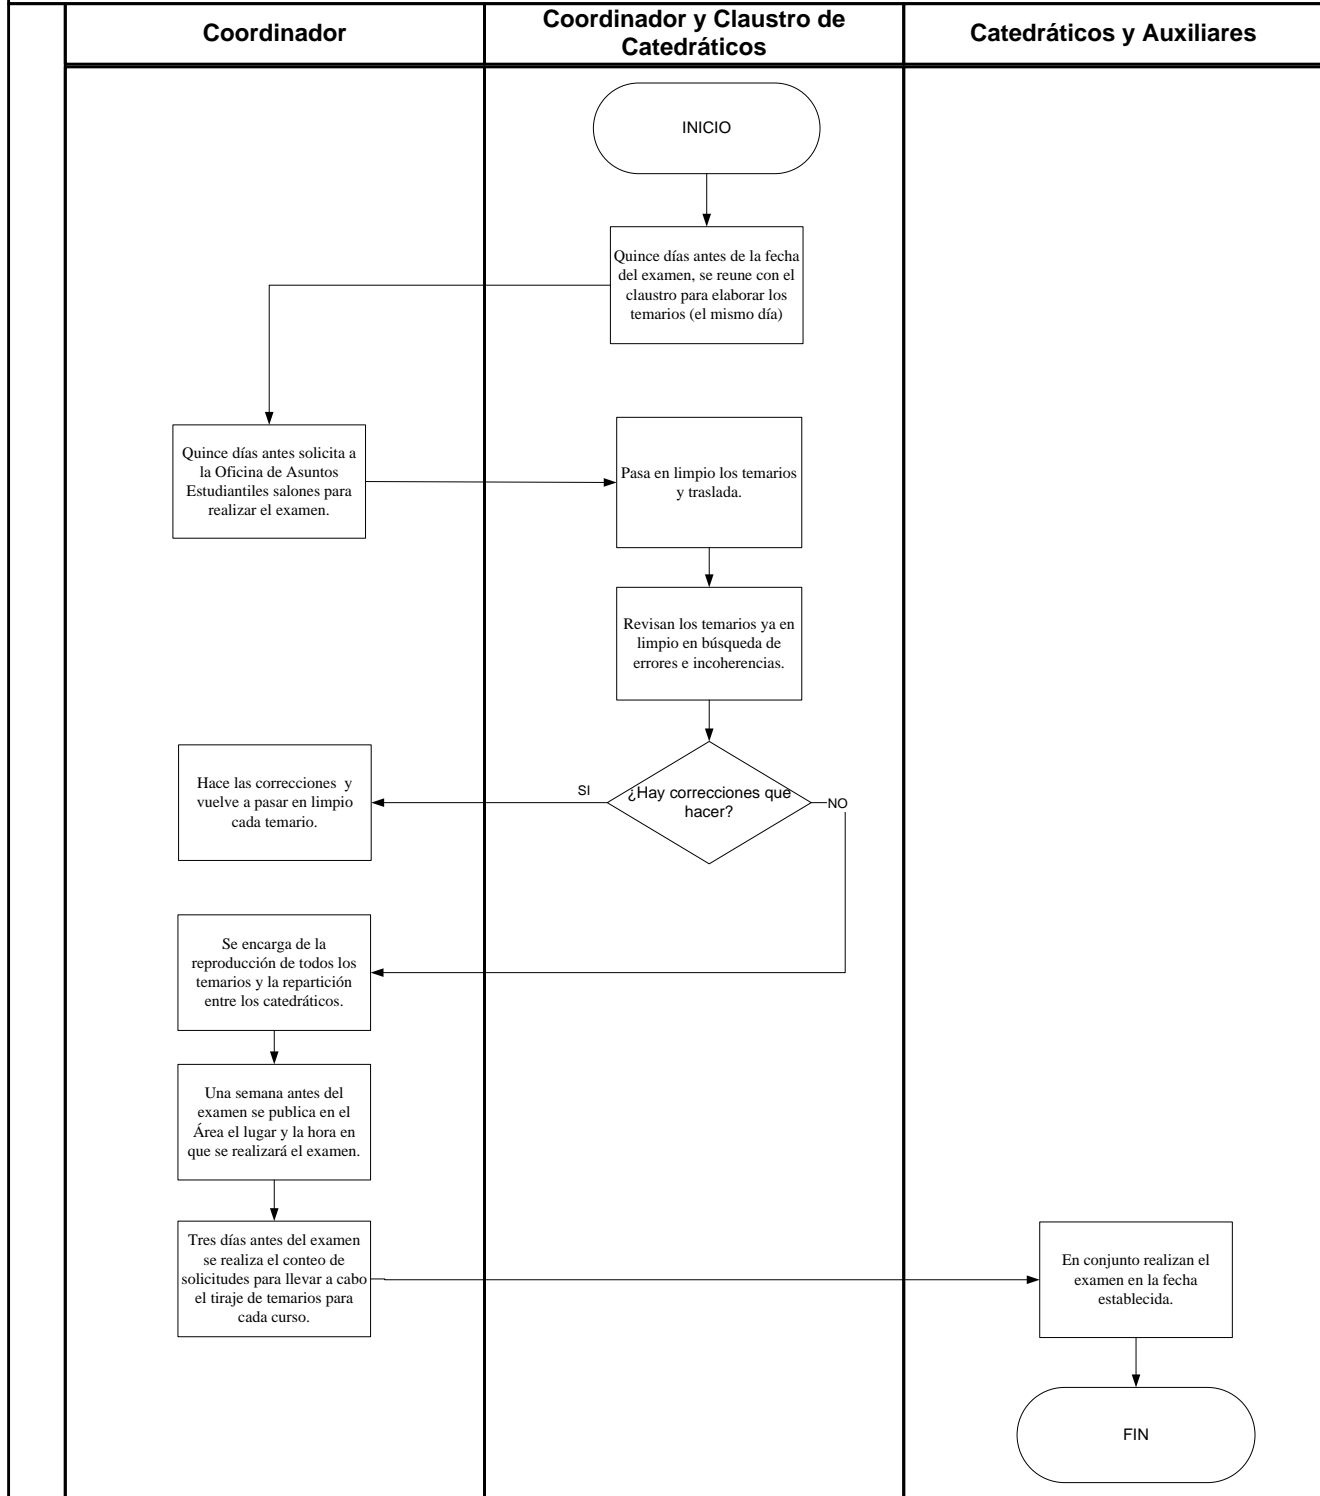 Coordinador
Coordinador y Claustro de
Catedráticos
Catedráticos y Auxiliares
INICIO
Quince días antes de la fecha
del examen, se reune con el
claustro para elaborar los
temarios (el mismo día)
Quince días antes solicita a
la Oficina de Asuntos
Estudiantiles salones para
realizar el examen.
Pasa en limpio los temarios
y traslada.
Revisan los temarios ya en
limpio en búsqueda de
errores e incoherencias.
¿Hay correcciones que
hacer?
SI
NO
Hace las correcciones y
vuelve a pasar en limpio
cada temario.
Se encarga de la
reproducción de todos los
temarios y la repartición
entre los catedráticos.
Una semana antes del
examen se publica en el
Área el lugar y la hora en
que se realizará el examen.
Tres días antes del examen
se realiza el conteo de
solicitudes para llevar a cabo
el tiraje de temarios para
cada curso.
En conjunto realizan el
examen en la fecha
establecida.
FIN